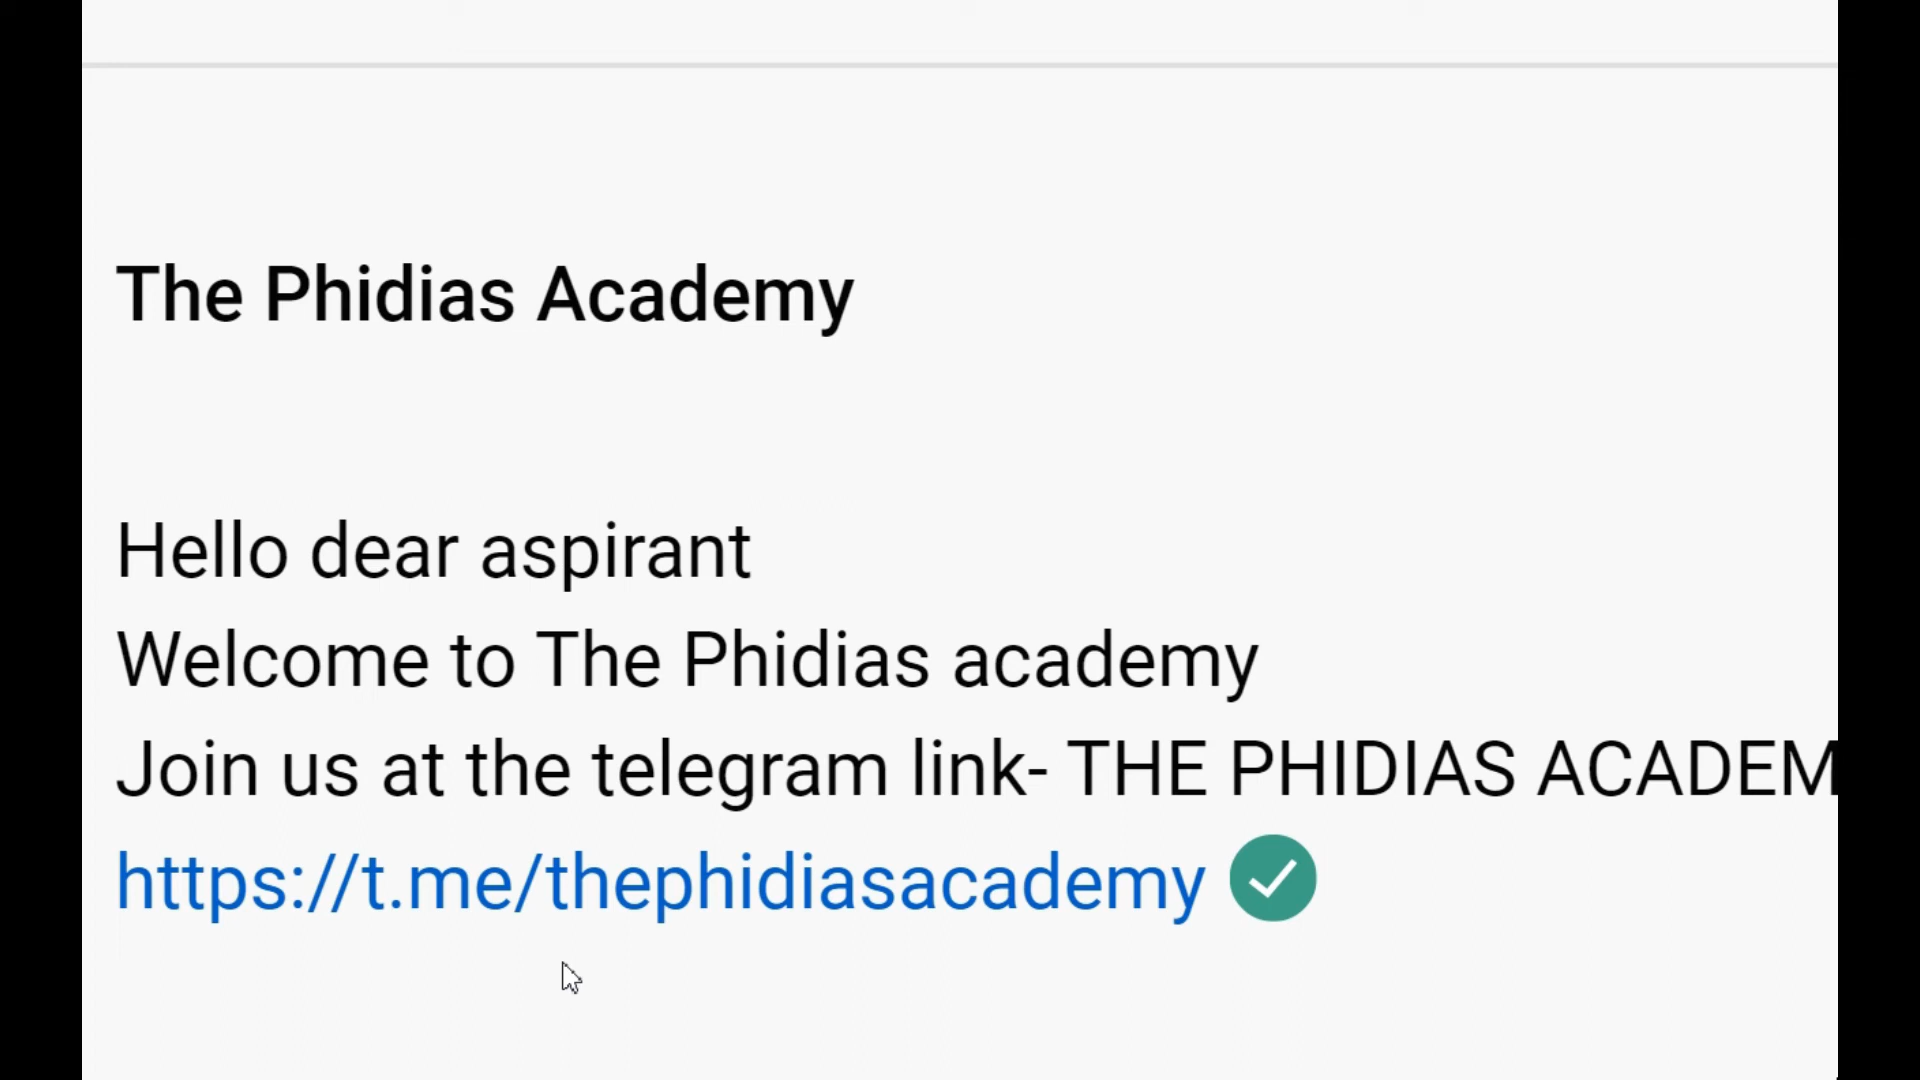 The Phidias Academy
Hello dear aspirant
Welcome to The Phidias academy
Join us at the telegram link- THE PHIDIAS ACADEM
https://t.me/thephidiasacademy